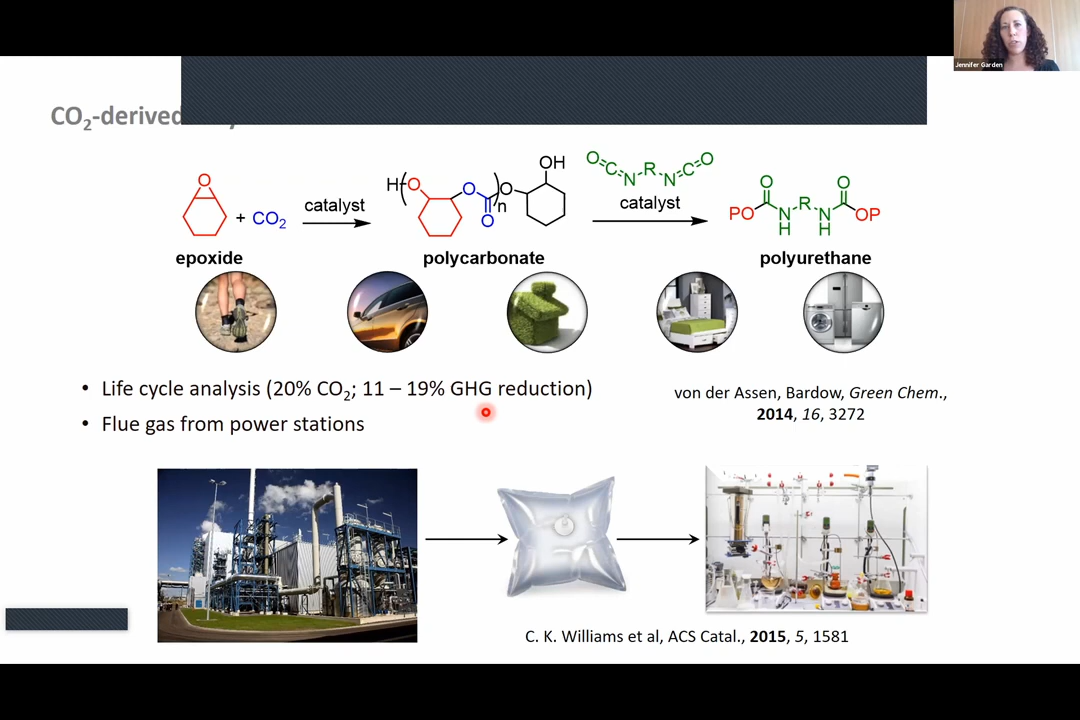 Jennifer Garden
CO₂-derived
O
OH
O C N R N C O
H O O O O n
catalyst
catalyst
+ CO₂
O
O O
PO N R N OP
H H
epoxide
polycarbonate
polyurethane
• Life cycle analysis (20% CO₂; 11 – 19% GHG reduction)
• Flue gas from power stations
von der Assen, Bardow, Green Chem.,
2014, 16, 3272
C. K. Williams et al, ACS Catal., 2015, 5, 1581